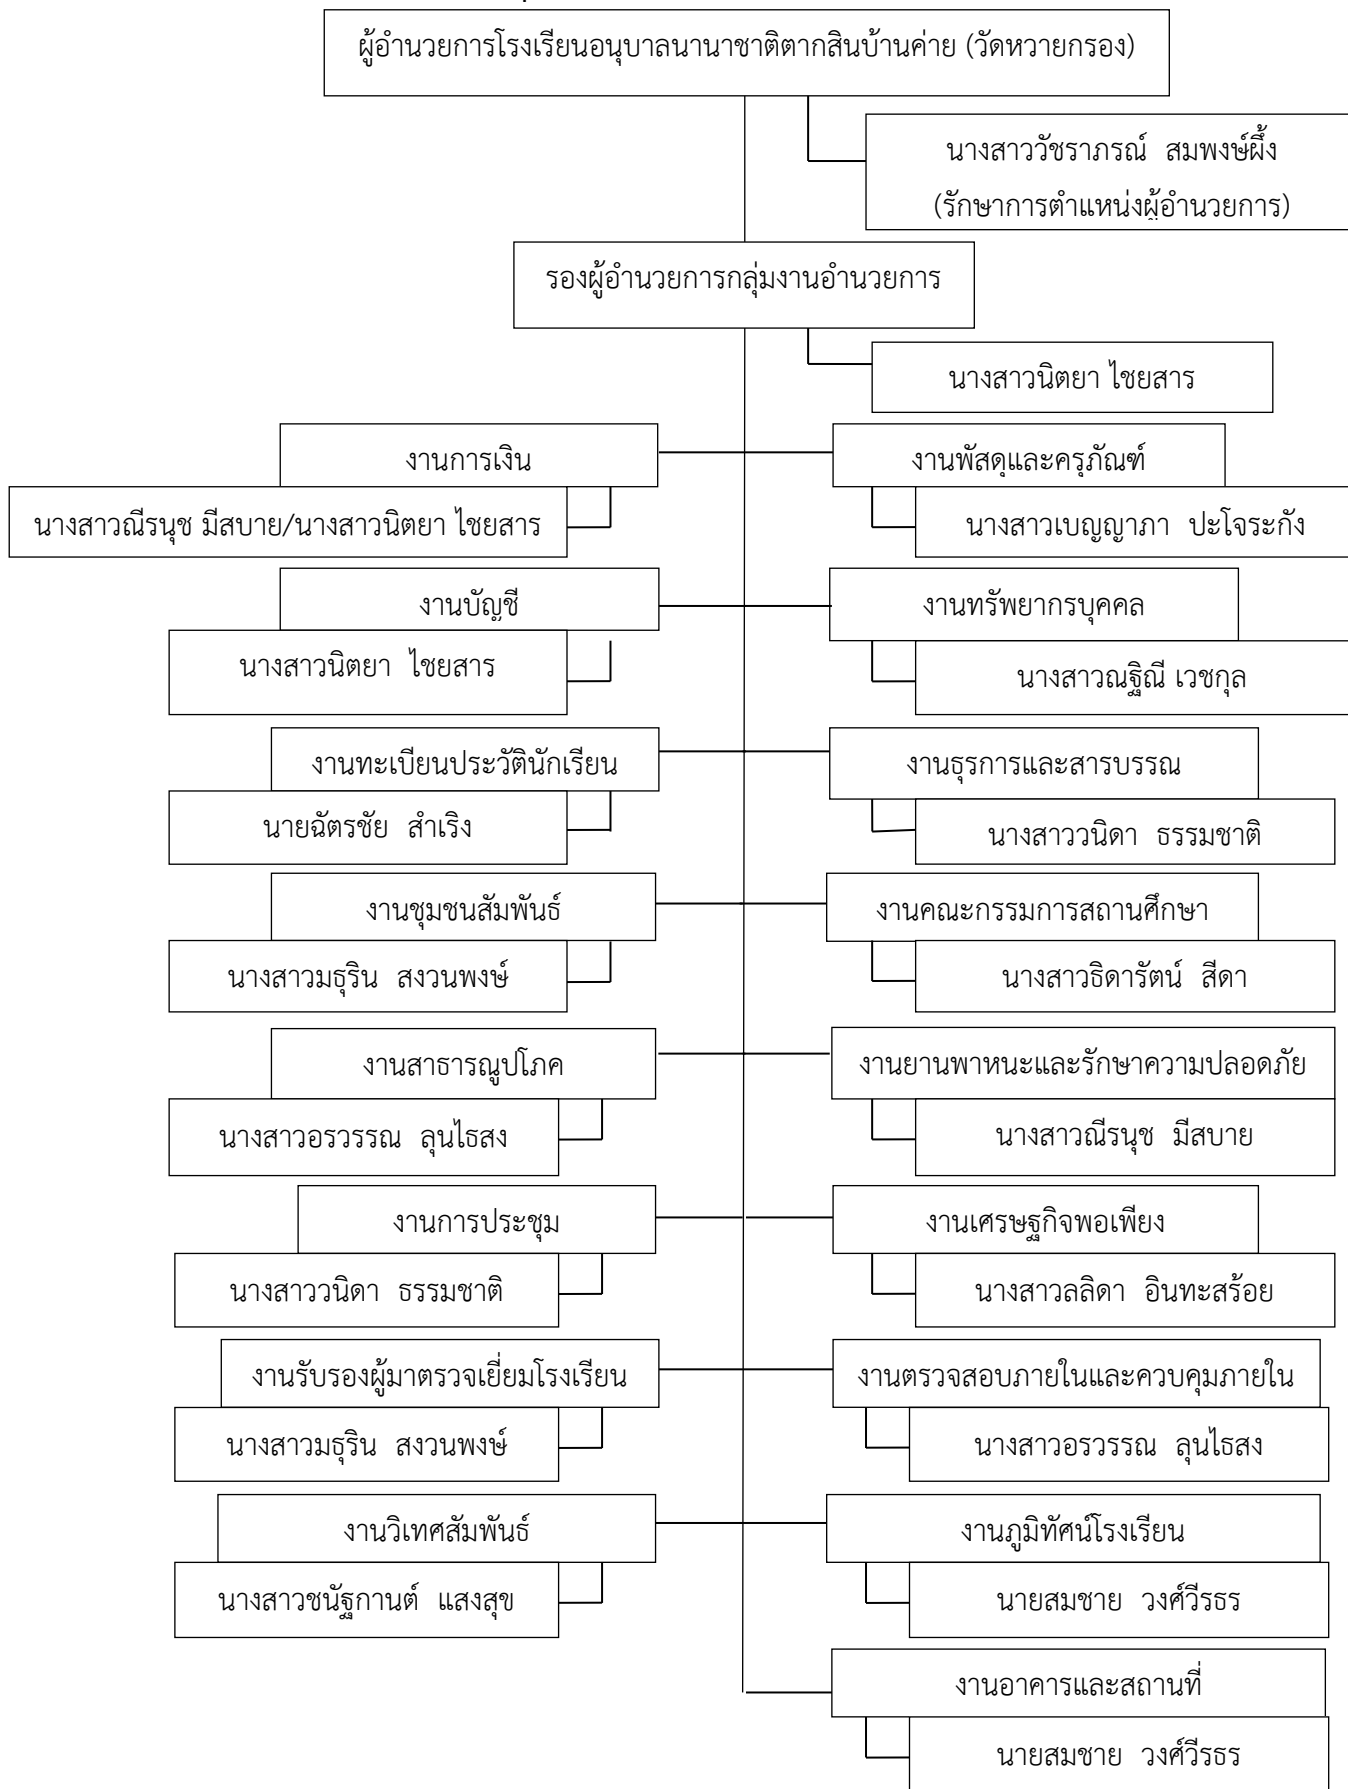 ผู้อำนวยการโรงเรียนอนุบาลนานาชาติตากสินบ้านค่าย (วัดหวายกรอง)
นางสาววัชราภรณ์ สมพงษ์ผึ้ง
(รักษาการตำแหน่งผู้อำนวยการ)
รองผู้อำนวยการกลุ่มงานอำนวยการ
นางสาวนิตยา ไชยสาร
งานการเงิน
งานพัสดุและครุภัณฑ์
นางสาวณีรนุช มีสบาย/นางสาวนิตยา ไชยสาร
นางสาวเบญญาภา ปะโจระกัง
งานบัญชี
งานทรัพยากรบุคคล
นางสาวนิตยา ไชยสาร
นางสาวณฐิณี เวชกุล
งานทะเบียนประวัตินักเรียน
งานธุรการและสารบรรณ
นายฉัตรชัย สำเริง
นางสาววนิดา ธรรมชาติ
งานชุมชนสัมพันธ์
งานคณะกรรมการสถานศึกษา
นางสาวมธุริน สงวนพงษ์
นางสาวธิดารัตน์ สีดา
งานสาธารณูปโภค
งานยานพาหนะและรักษาความปลอดภัย
นางสาวอรวรรณ ลุนไธสง
นางสาวณีรนุช มีสบาย
งานการประชุม
งานเศรษฐกิจพอเพียง
นางสาววนิดา ธรรมชาติ
นางสาวลลิดา อินทะสร้อย
งานรับรองผู้มาตรวจเยี่ยมโรงเรียน
งานตรวจสอบภายในและควบคุมภายใน
นางสาวมธุริน สงวนพงษ์
นางสาวอรวรรณ ลุนไธสง
งานวิเทศสัมพันธ์
งานภูมิทัศน์โรงเรียน
นางสาวชนัฐกานต์ แสงสุข
นายสมชาย วงศ์วีรธร
งานอาคารและสถานที่
นายสมชาย วงศ์วีรธร